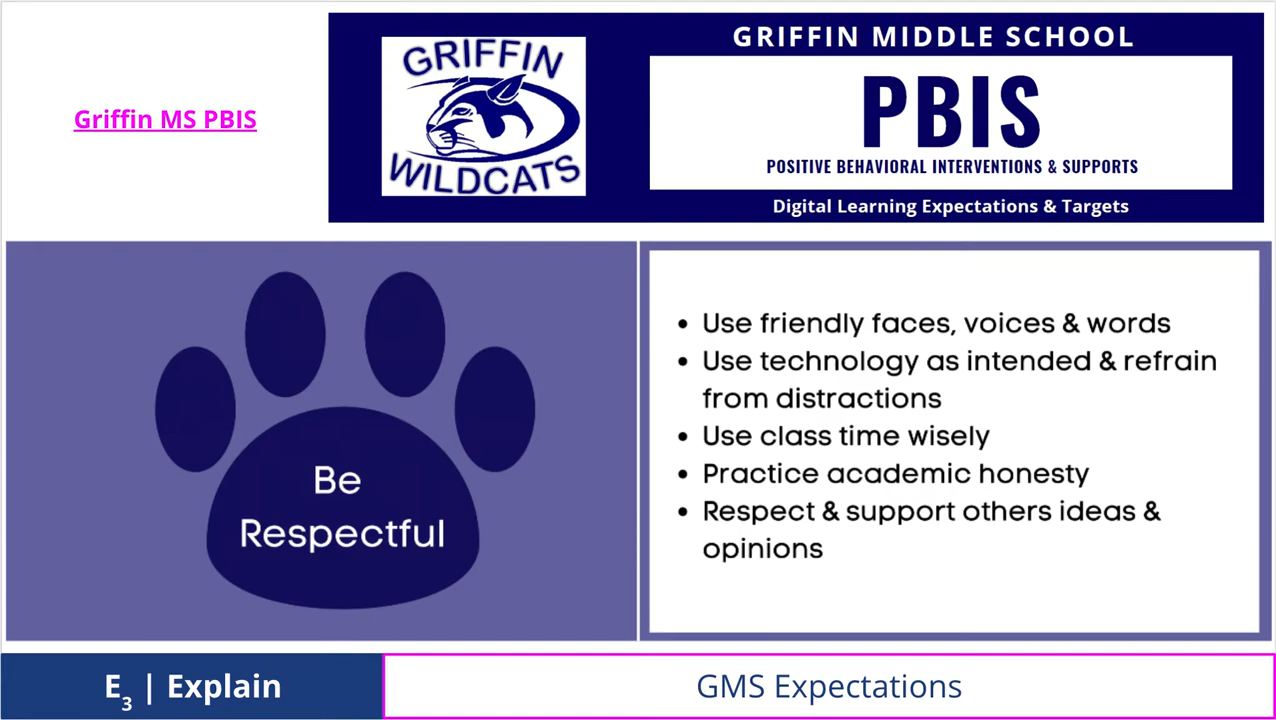 Griffin MS PBIS
GRIFFIN
WILDCATS
GRIFFIN MIDDLE SCHOOL
PBIS
POSITIVE BEHAVIORAL INTERVENTIONS & SUPPORTS
Digital Learning Expectations & Targets
Be
Respectful
• Use friendly faces, voices & words
• Use technology as intended & refrain
from distractions
• Use class time wisely
• Practice academic honesty
• Respect & support others ideas &
opinions
E3 | Explain
GMS Expectations